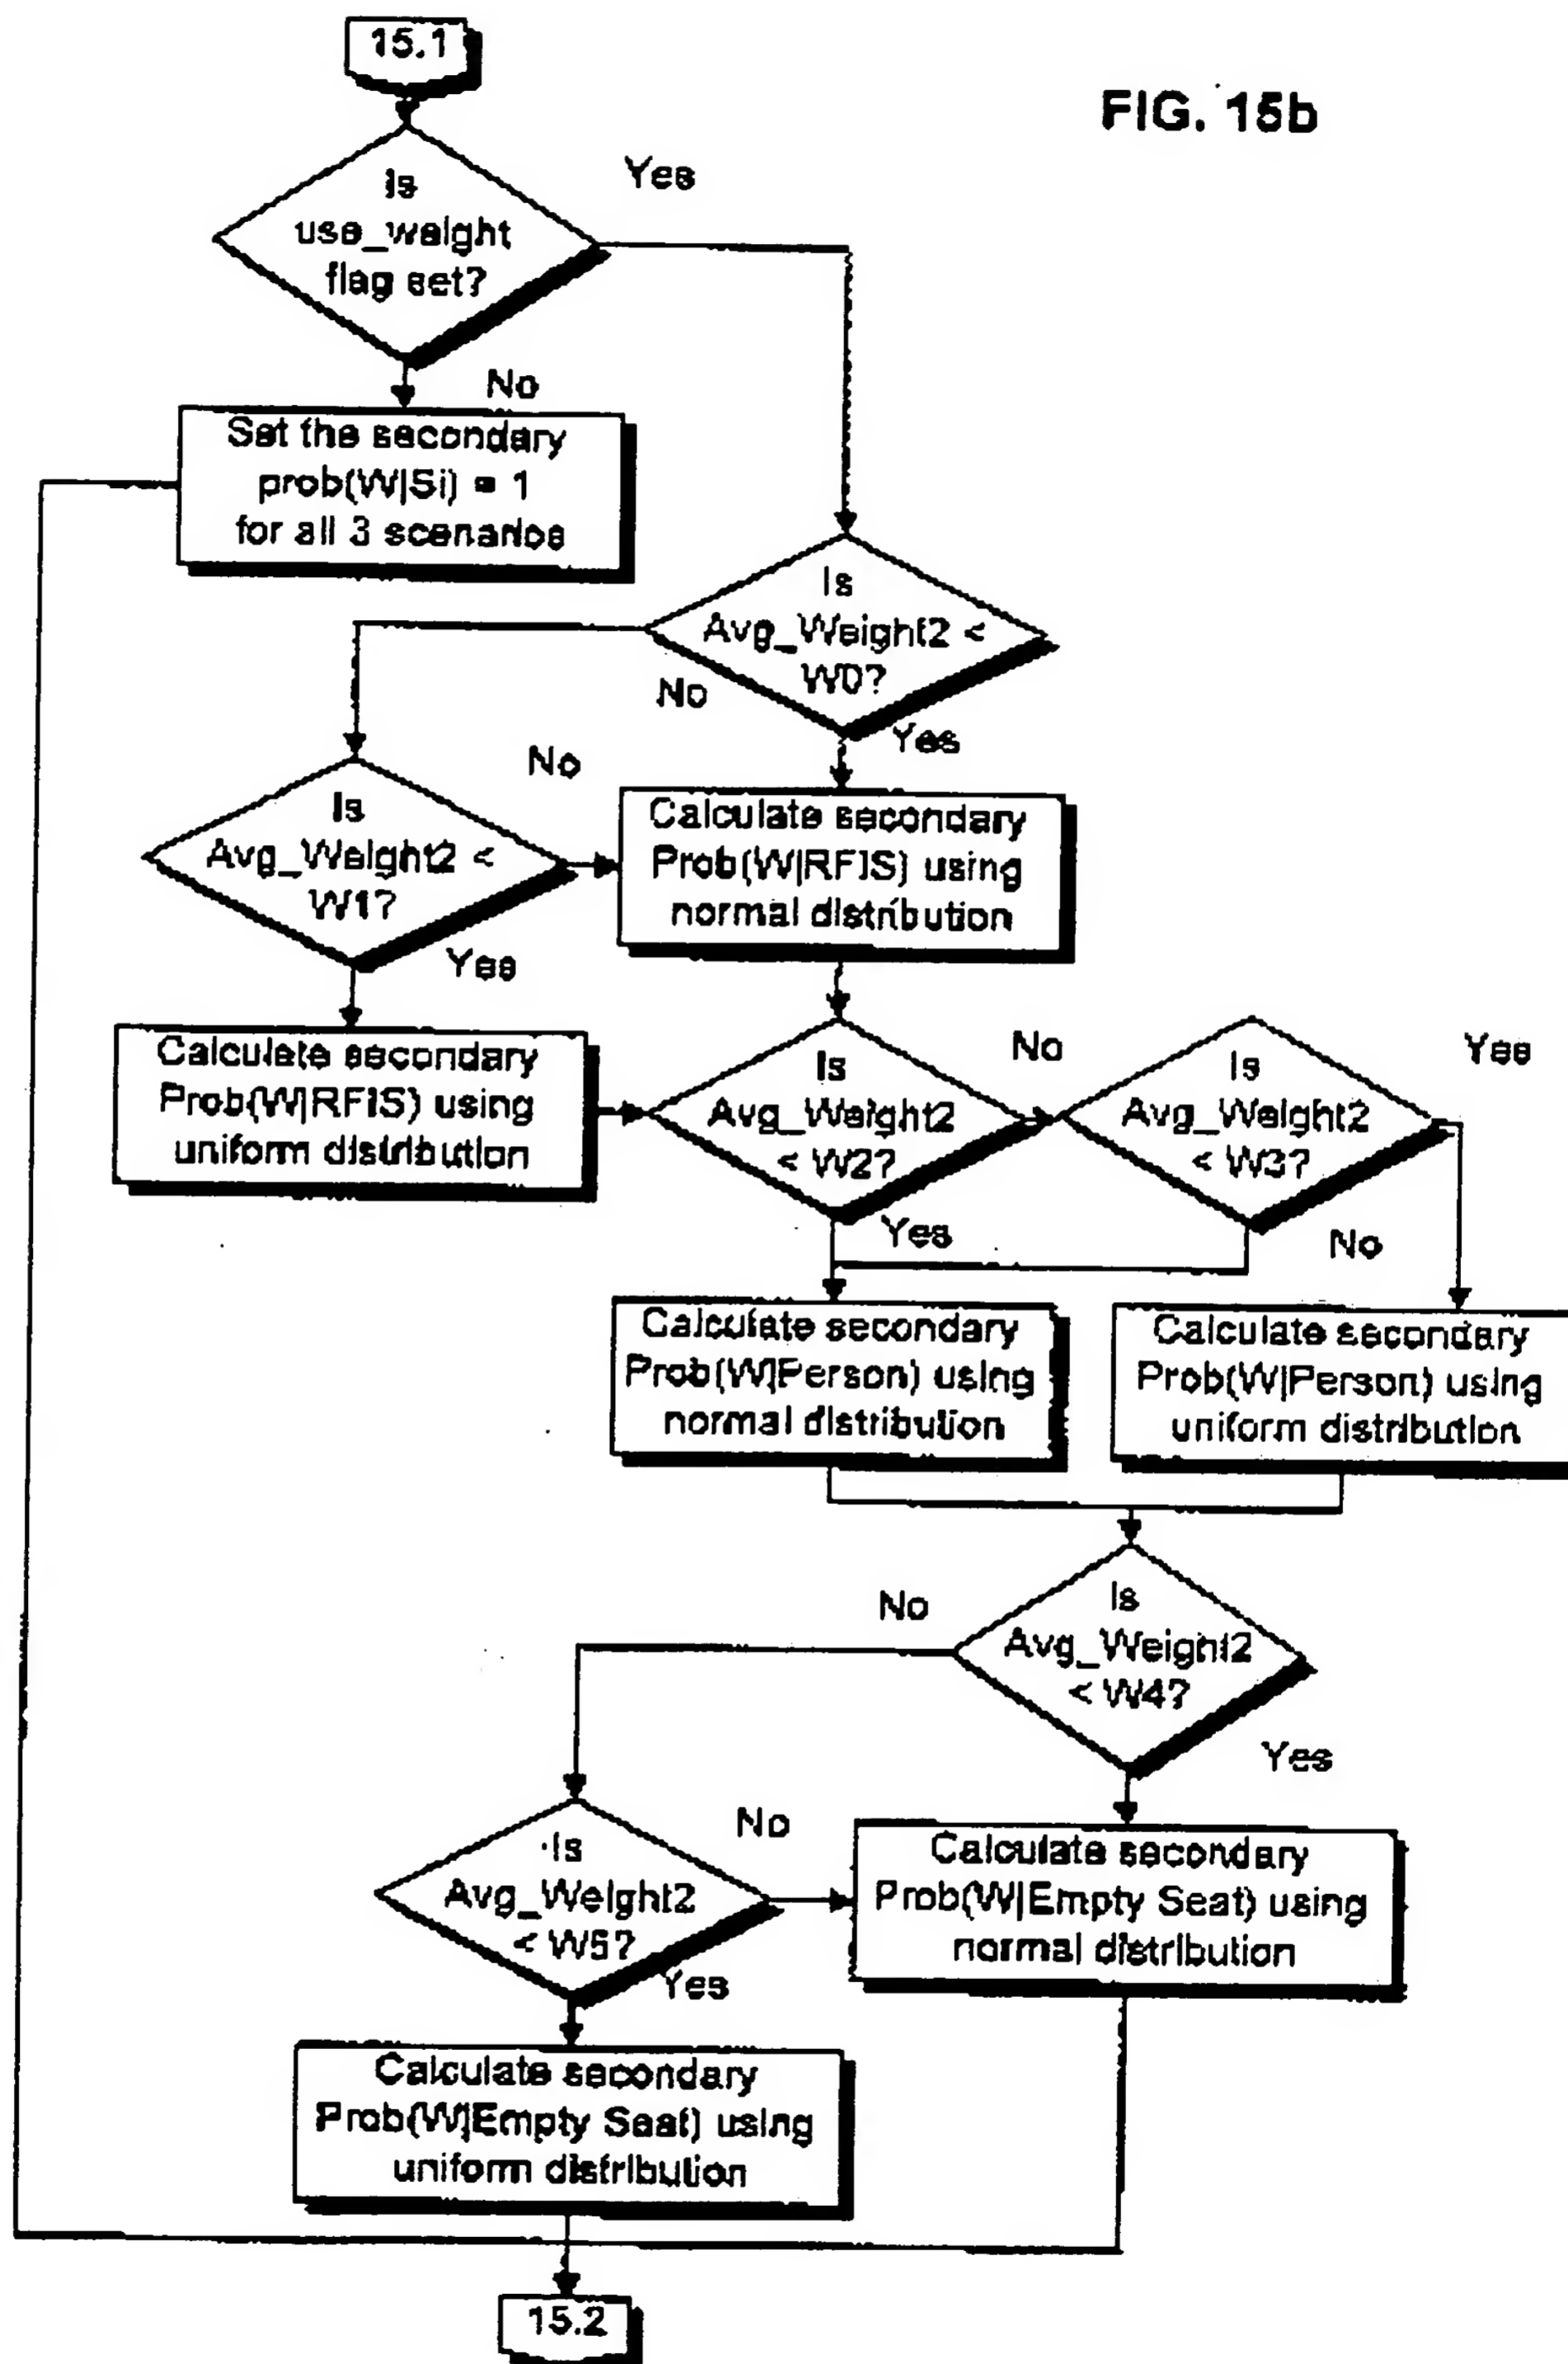 15.1
FIG. 15b
Is
use_weight
flag set?
Yes
No
Set the secondary
prob(W|Si) = 1
for all 3 scenarios
Is
Avg_Weight2 <
W0?
No
Yes
Is
Avg_Weight2 <
W1?
No
Yes
Calculate secondary
Prob(W|RFIS) using
normal distribution
Calculate secondary
Prob(W|RFIS) using
uniform distribution
Is
Avg_Weight2
< W2?
No
Yes
Is
Avg_Weight2
< W3?
Yes
No
Calculate secondary
Prob(W|Person) using
normal distribution
Calculate secondary
Prob(W|Person) using
uniform distribution
Is
Avg_Weight2
< W4?
No
Yes
Is
Avg_Weight2
< W5?
No
Yes
Calculate secondary
Prob(W|Empty Seat) using
normal distribution
Calculate secondary
Prob(W|Empty Seat) using
uniform distribution
15.2